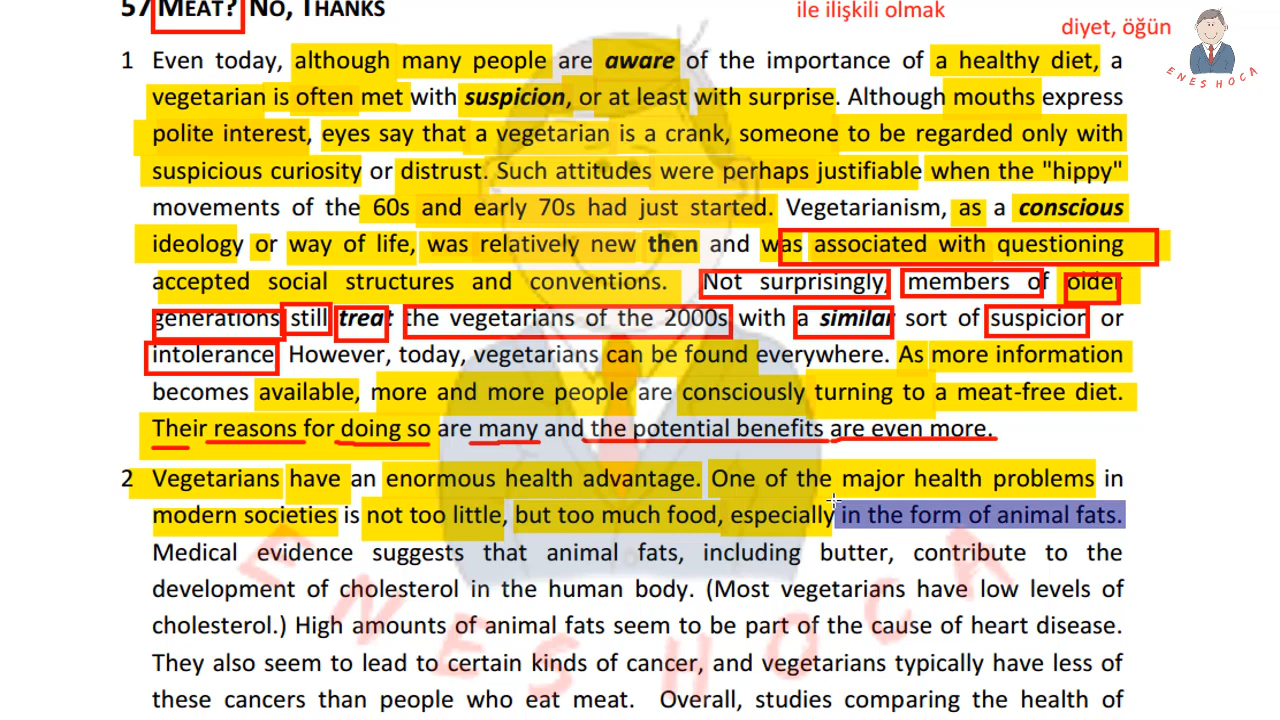 57 MEAT? NO, THANKS
ile ilişkili olmak
diyet, öğün
ENES HOCA
1 Even today, although many people are aware of the importance of a healthy diet, a
vegetarian is often met with suspicion, or at least with surprise. Although mouths express
polite interest, eyes say that a vegetarian is a crank, someone to be regarded only with
suspicious curiosity or distrust. Such attitudes were perhaps justifiable when the "hippy"
movements of the 60s and early 70s had just started. Vegetarianism, as a conscious
ideology or way of life, was relatively new then and was associated with questioning
accepted social structures and conventions. Not surprisingly, members of older
generations still treat the vegetarians of the 2000s with a similar sort of suspicion or
intolerance. However, today, vegetarians can be found everywhere. As more information
becomes available, more and more people are consciously turning to a meat-free diet.
Their reasons for doing so are many and the potential benefits are even more.
2 Vegetarians have an enormous health advantage. One of the major health problems in
modern societies is not too little, but too much food, especially in the form of animal fats.
Medical evidence suggests that animal fats, including butter, contribute to the
development of cholesterol in the human body. (Most vegetarians have low levels of
cholesterol.) High amounts of animal fats seem to be part of the cause of heart disease.
They also seem to lead to certain kinds of cancer, and vegetarians typically have less of
these cancers than people who eat meat. Overall, studies comparing the health of
ENES HOCA